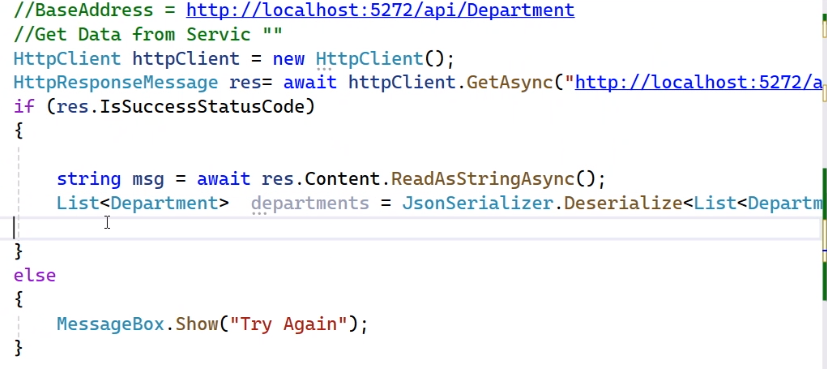 //BaseAddress = http://localhost:5272/api/Department
//Get Data from Servic ""
HttpClient httpClient = new HttpClient();
HttpResponseMessage res= await httpClient.GetAsync("http://localhost:5272/a
if (res.IsSuccessStatusCode)
{
string msg = await res.Content.ReadAsStringAsync();
List<Department>  departments = JsonSerializer.Deserialize<List<Departm
}
else
{
MessageBox.Show("Try Again");
}